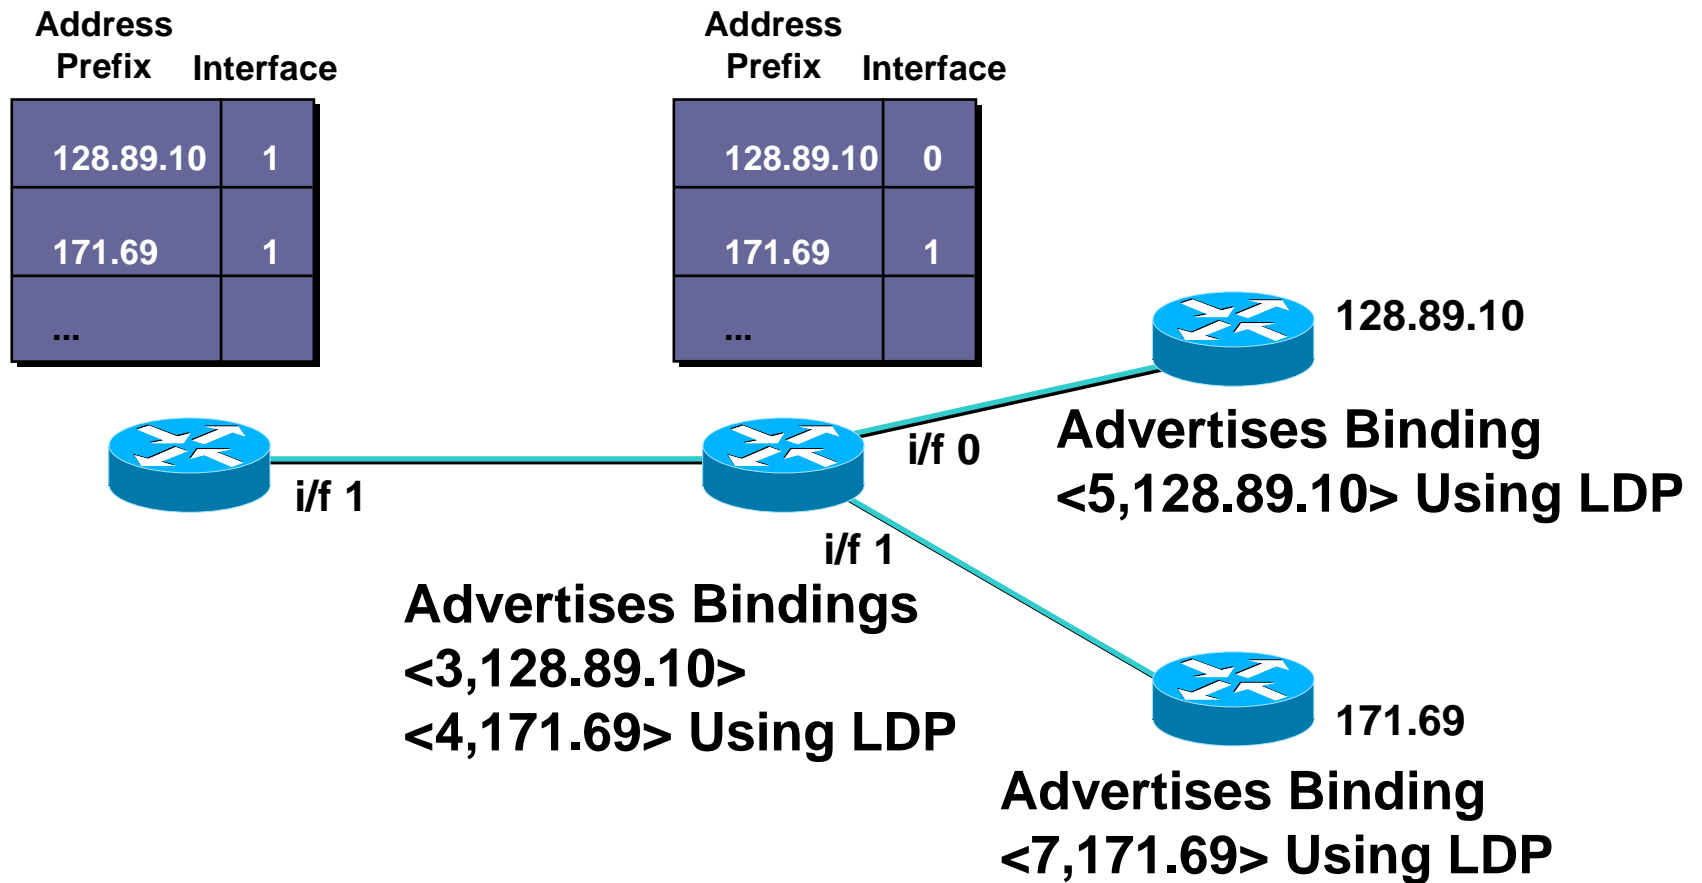 Address
Prefix Interface
128.89.10 1
171.69 1
...
Address
Prefix Interface
128.89.10 0
171.69 1
...
128.89.10
i/f 0
Advertises Binding
<5,128.89.10> Using LDP
i/f 1
i/f 1
Advertises Bindings
<3,128.89.10>
<4,171.69> Using LDP
171.69
Advertises Binding
<7,171.69> Using LDP